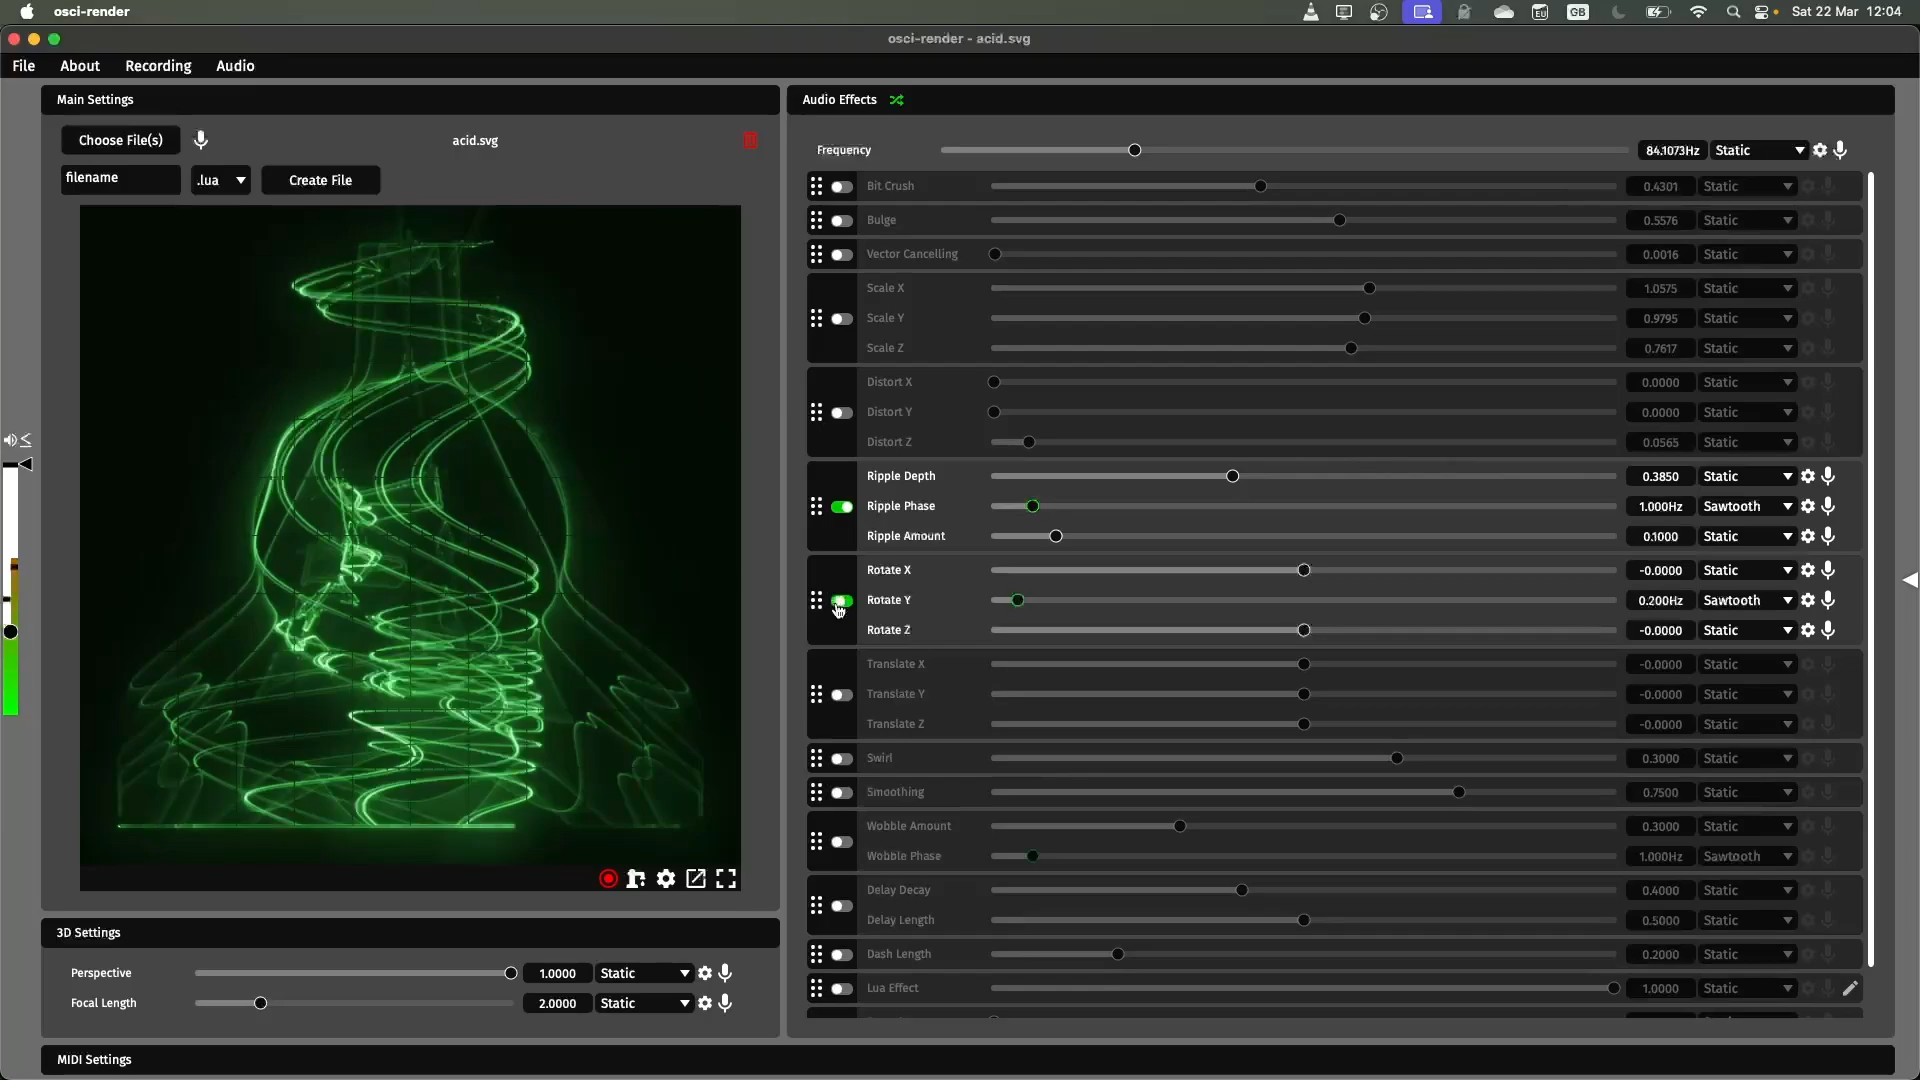 osci-render
EU
GB
Sat 22 Mar 12:04
osci-render - acid.svg
File About Recording Audio
Main Settings
Choose File(s)
acid.svg
filename
.lua
Create File
3D Settings
Perspective 1.0000 Static
Focal Length 2.0000 Static
MIDI Settings
Audio Effects
Frequency 84.1073Hz Static
Bit Crush 0.4301 Static
Bulge 0.5576 Static
Vector Cancelling 0.0016 Static
Scale X 1.0575 Static
Scale Y 0.9795 Static
Scale Z 0.7617 Static
Distort X 0.0000 Static
Distort Y 0.0000 Static
Distort Z 0.0565 Static
Ripple Depth 0.3850 Static
Ripple Phase 1.000Hz Sawtooth
Ripple Amount 0.1000 Static
Rotate X -0.0000 Static
Rotate Y 0.200Hz Sawtooth
Rotate Z -0.0000 Static
Translate X -0.0000 Static
Translate Y -0.0000 Static
Translate Z -0.0000 Static
Swirl 0.3000 Static
Smoothing 0.7500 Static
Wobble Amount 0.3000 Static
Wobble Phase 1.000Hz Sawtooth
Delay Decay 0.4000 Static
Delay Length 0.5000 Static
Dash Length 0.2000 Static
Lua Effect 1.0000 Static